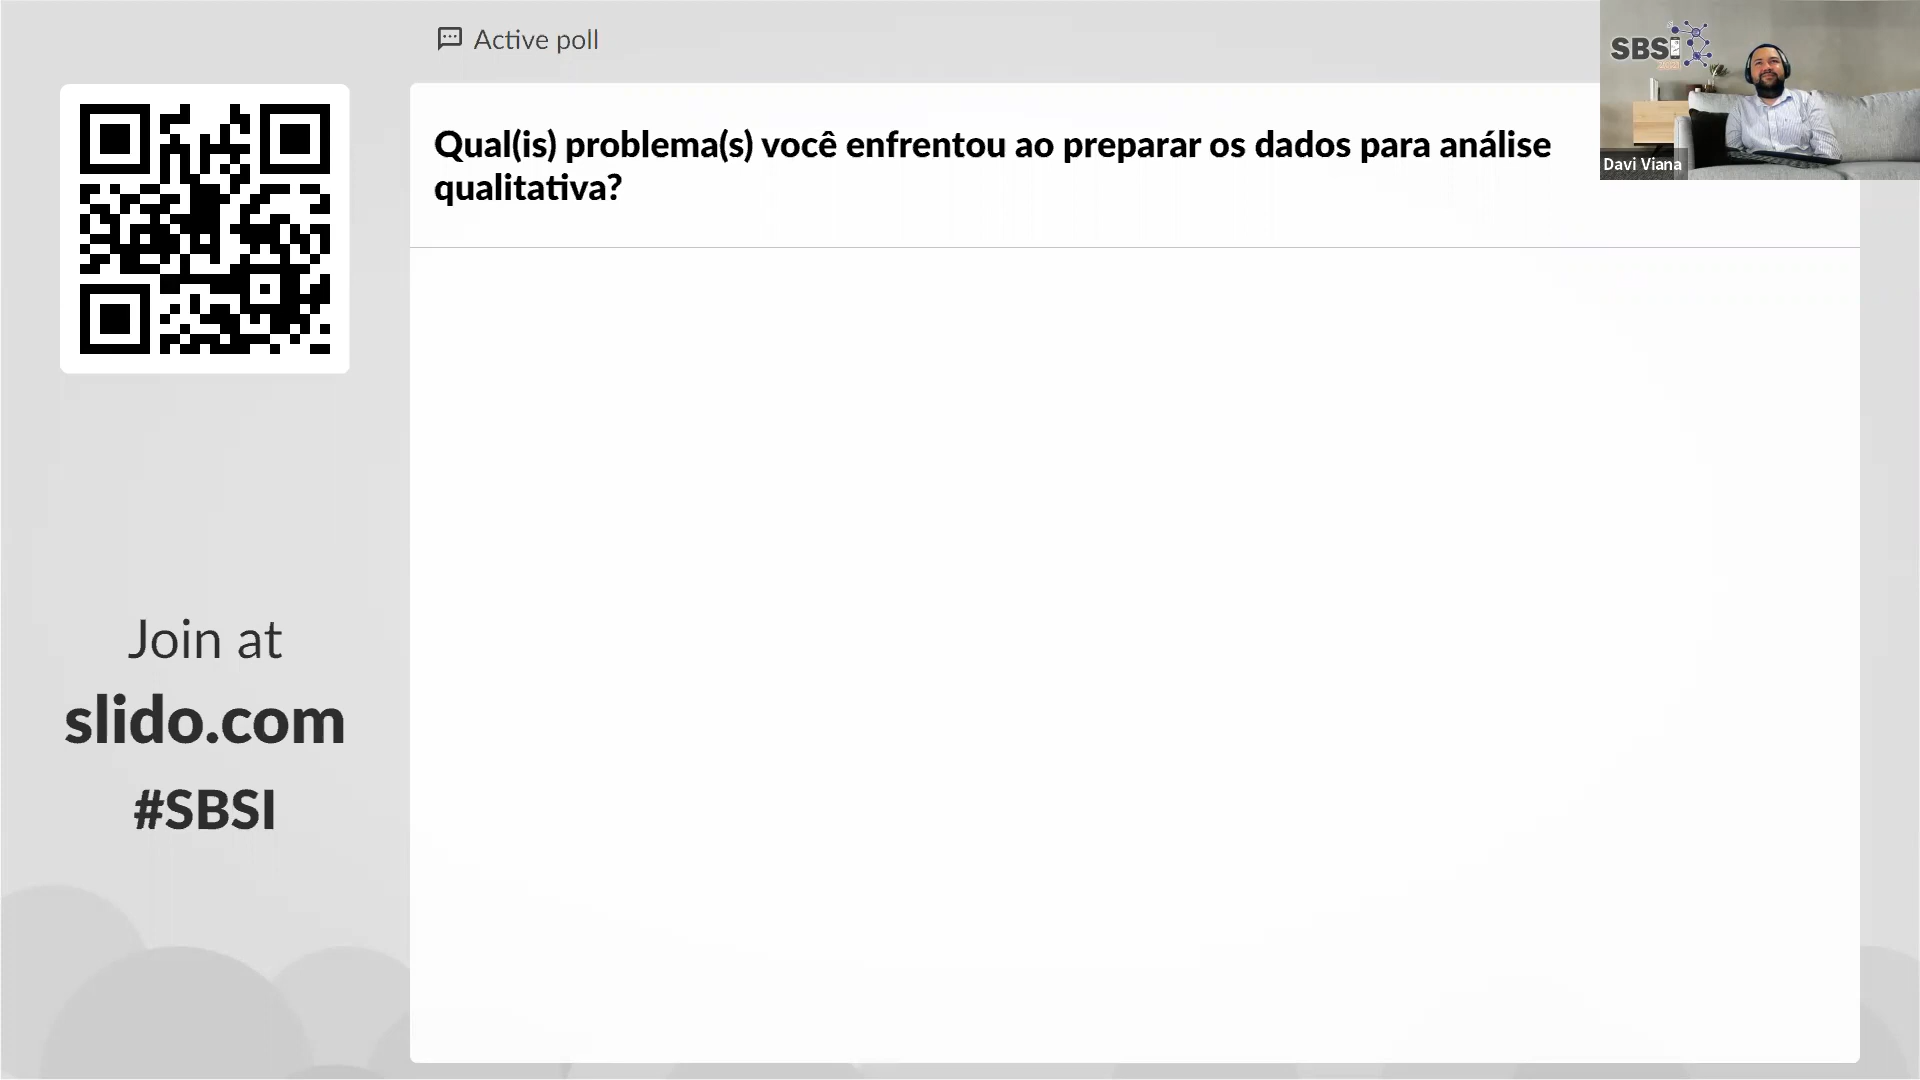 Active poll
Qual(is) problema(s) você enfrentou ao preparar os dados para análise
qualitativa?
SBSI
Davi Viana
Join at
slido.com
#SBSI